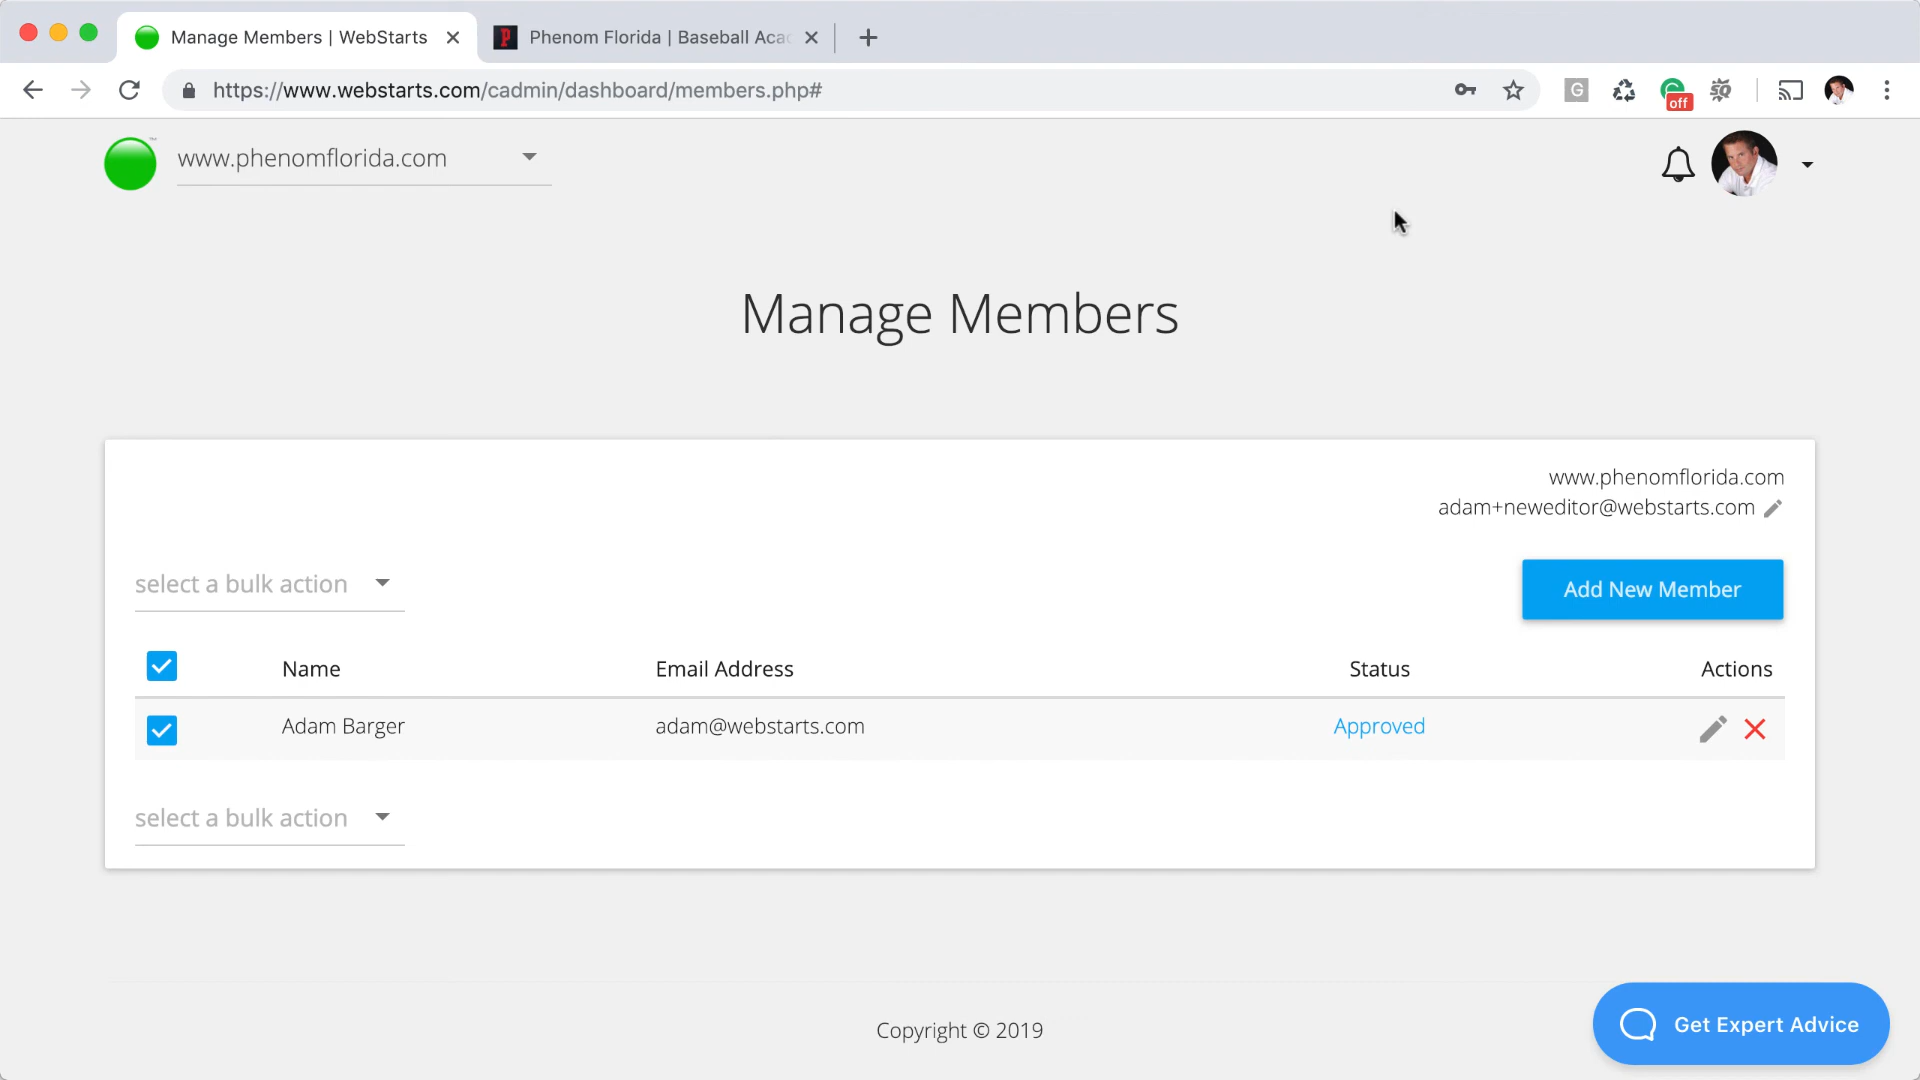 Manage Members | WebStarts
Phenom Florida | Baseball Aca
https://www.webstarts.com/cadmin/dashboard/members.php#
G
off
SQ
www.phenomflorida.com
Manage Members
www.phenomflorida.com
adam+neweditor@webstarts.com
select a bulk action
Add New Member
Name Email Address Status Actions
Adam Barger adam@webstarts.com Approved
select a bulk action
Copyright © 2019
Get Expert Advice